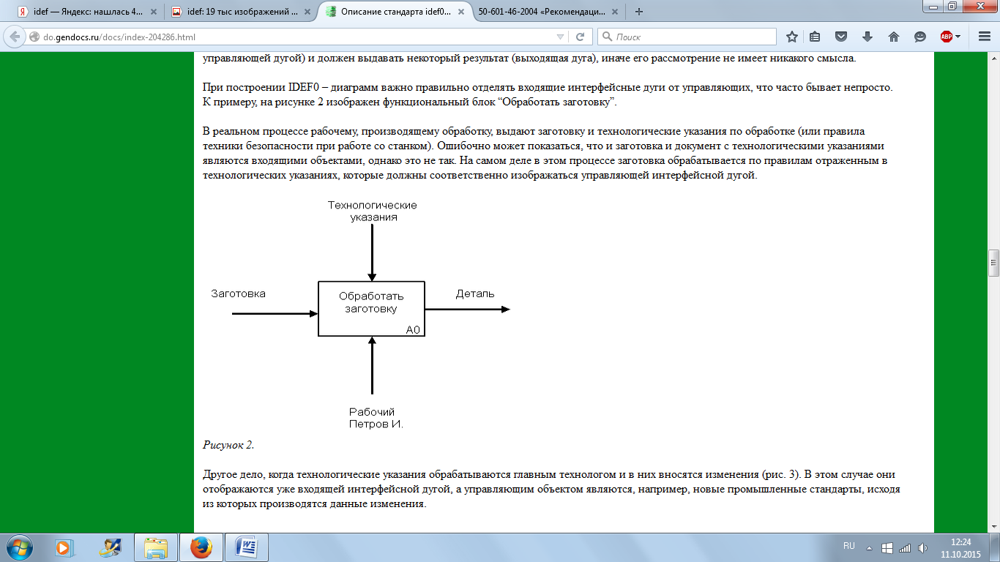 idef — Яндекс: нашлась 4...
idef: 19 тыс изображений ...
Описание стандарта idef0...
50-601-46-2004 «Рекомендаци...
do.gendocs.ru/docs/index-204286.html
Поиск
ABP
управляющей дугой) и должен выдавать некоторый результат (выходящая дуга), иначе его рассмотрение не имеет никакого смысла.
При построении IDEF0 – диаграмм важно правильно отделять входящие интерфейсные дуги от управляющих, что часто бывает непросто.
К примеру, на рисунке 2 изображен функциональный блок “Обработать заготовку”.
В реальном процессе рабочему, производящему обработку, выдают заготовку и технологические указания по обработке (или правила
техники безопасности при работе со станком). Ошибочно может показаться, что и заготовка и документ с технологическими указаниями
являются входящими объектами, однако это не так. На самом деле в этом процессе заготовка обрабатывается по правилам отраженным в
технологических указаниях, которые должны соответственно изображаться управляющей интерфейсной дугой.
Технологические
указания
Заготовка
Обработать
заготовку
A0
Деталь
Рабочий
Петров И.
Рисунок 2.
Другое дело, когда технологические указания обрабатываются главным технологом и в них вносятся изменения (рис. 3). В этом случае они
отображаются уже входящей интерфейсной дугой, а управляющим объектом являются, например, новые промышленные стандарты, исходя
из которых производятся данные изменения.
RU
12:24
11.10.2015